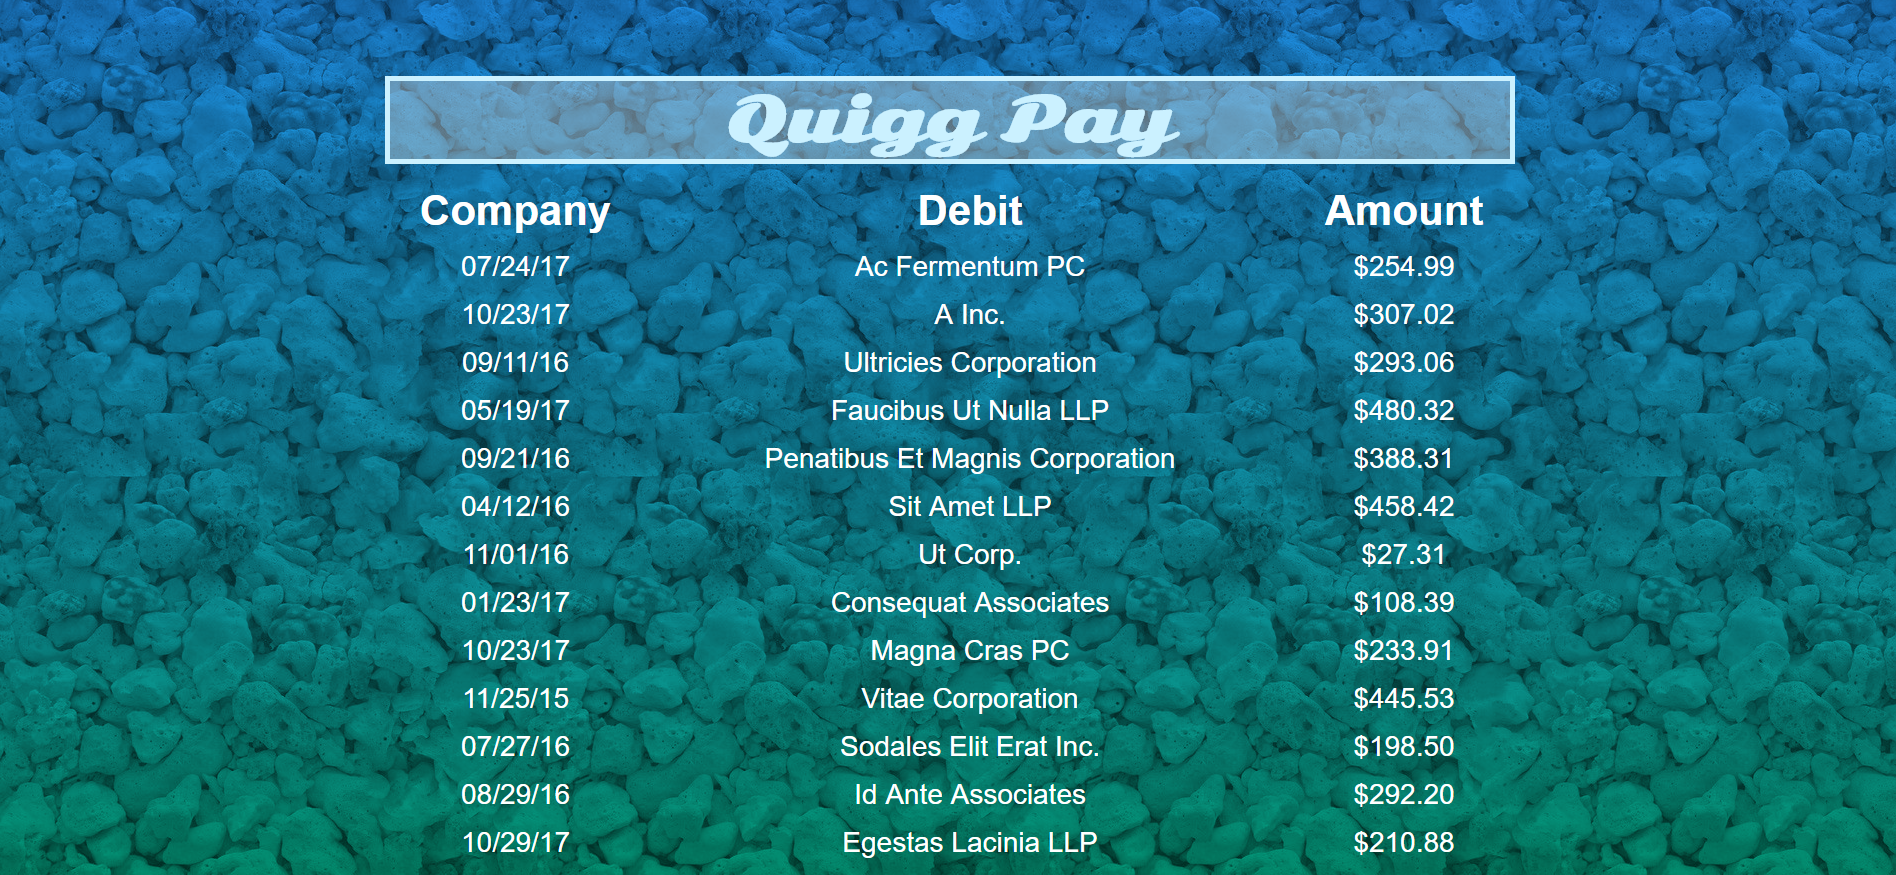 Quigg Pay
Company Debit Amount
07/24/17 Ac Fermentum PC $254.99
10/23/17 A Inc. $307.02
09/11/16 Ultricies Corporation $293.06
05/19/17 Faucibus Ut Nulla LLP $480.32
09/21/16 Penatibus Et Magnis Corporation $388.31
04/12/16 Sit Amet LLP $458.42
11/01/16 Ut Corp. $27.31
01/23/17 Consequat Associates $108.39
10/23/17 Magna Cras PC $233.91
11/25/15 Vitae Corporation $445.53
07/27/16 Sodales Elit Erat Inc. $198.50
08/29/16 Id Ante Associates $292.20
10/29/17 Egestas Lacinia LLP $210.88